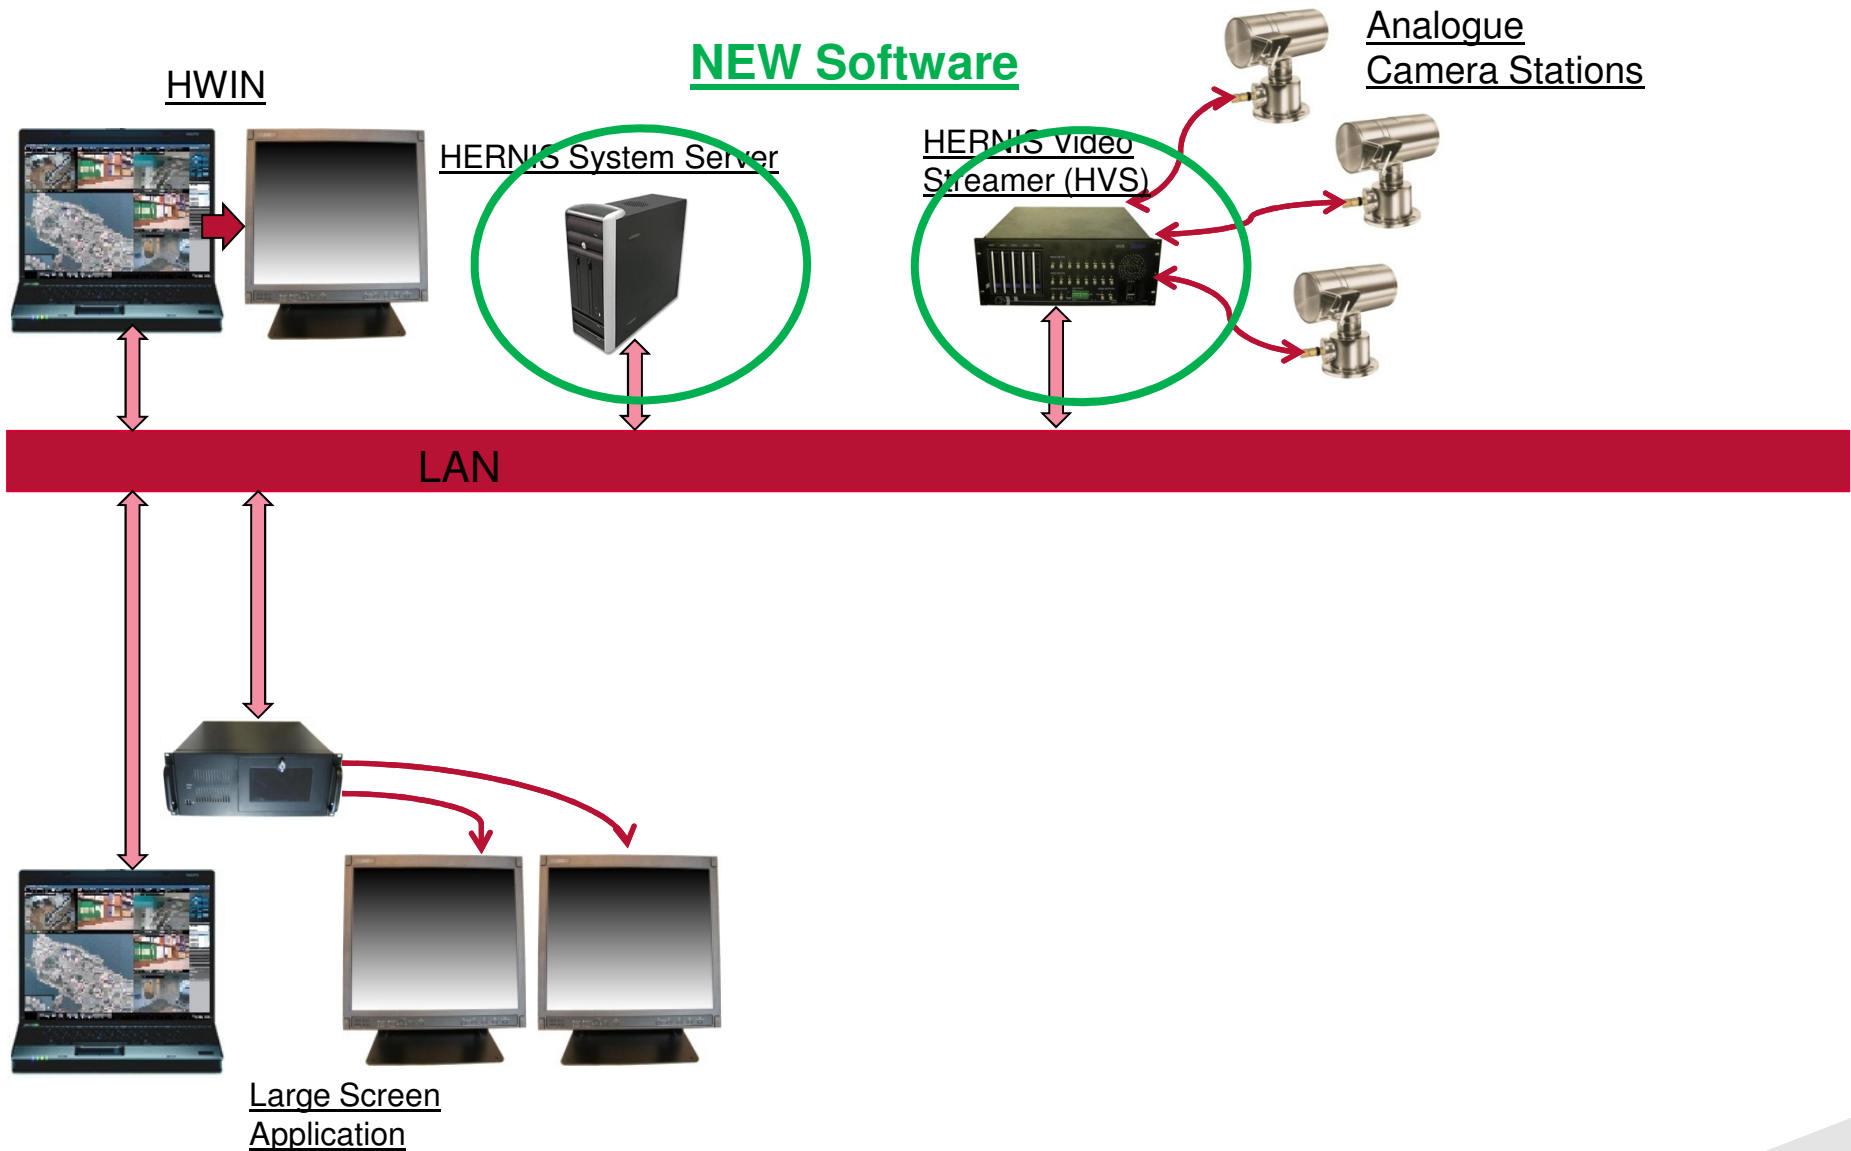 NEW Software
Analogue
Camera Stations
HWIN
HERNIS System Server
HERNIS Video
Streamer (HVS)
LAN
Large Screen
Application